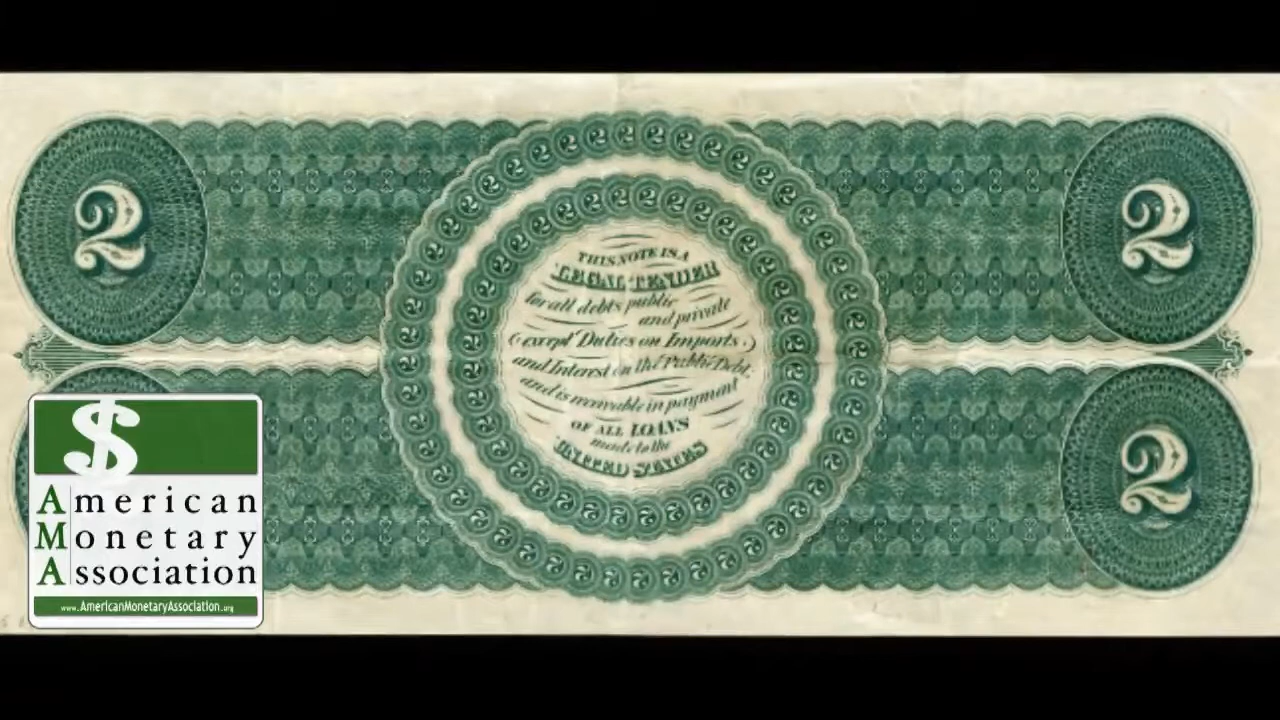 2
2
THIS NOTE IS A
LEGAL TENDER
for all debts public
and private
(except Duties on Imports.)
and Interest on the Public Debt.
and is receivable in payment
OF ALL LOANS
made to the
UNITED STATES
2
$
American
Monetary
Association
www.AmericanMonetaryAssociation.org